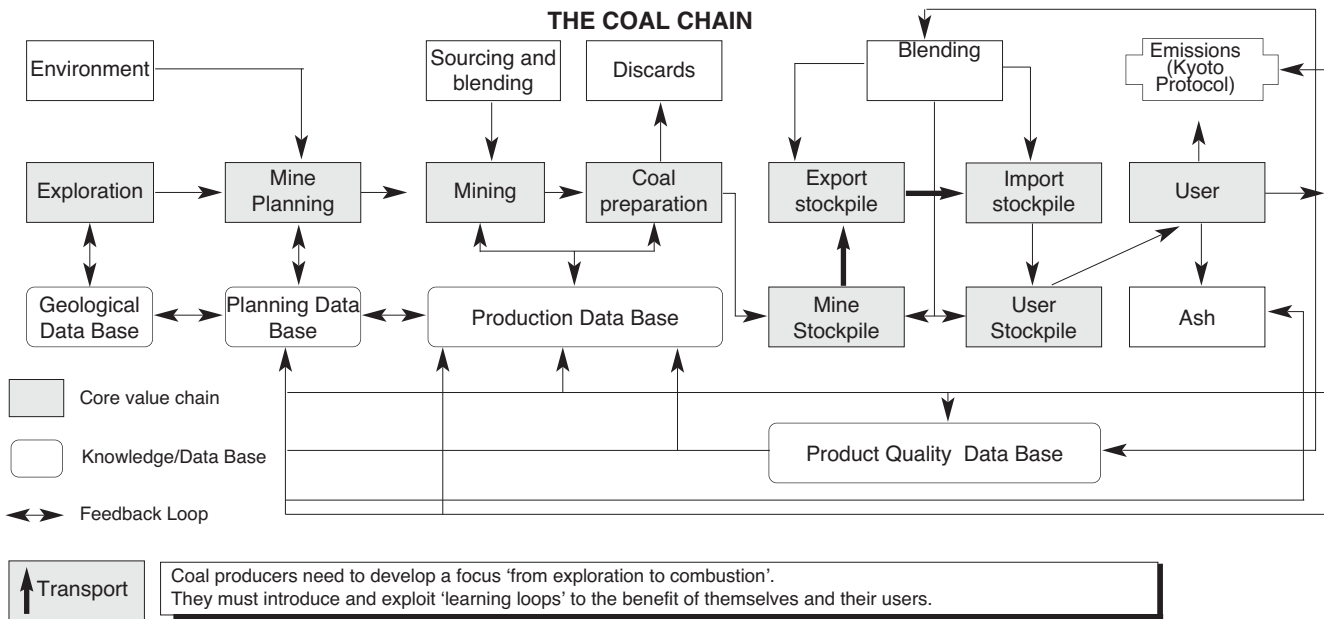 THE COAL CHAIN
Environment
Sourcing and
blending
Discards
Blending
Emissions
(Kyoto
Protocol)
Exploration
Mine
Planning
Mining
Coal
preparation
Export
stockpile
Import
stockpile
User
Geological
Data Base
Planning Data
Base
Production Data Base
Mine
Stockpile
User
Stockpile
Ash
Core value chain
Knowledge/Data Base
Product Quality Data Base
Feedback Loop
Transport
Coal producers need to develop a focus ‘from exploration to combustion’.
They must introduce and exploit ‘learning loops’ to the benefit of themselves and their users.